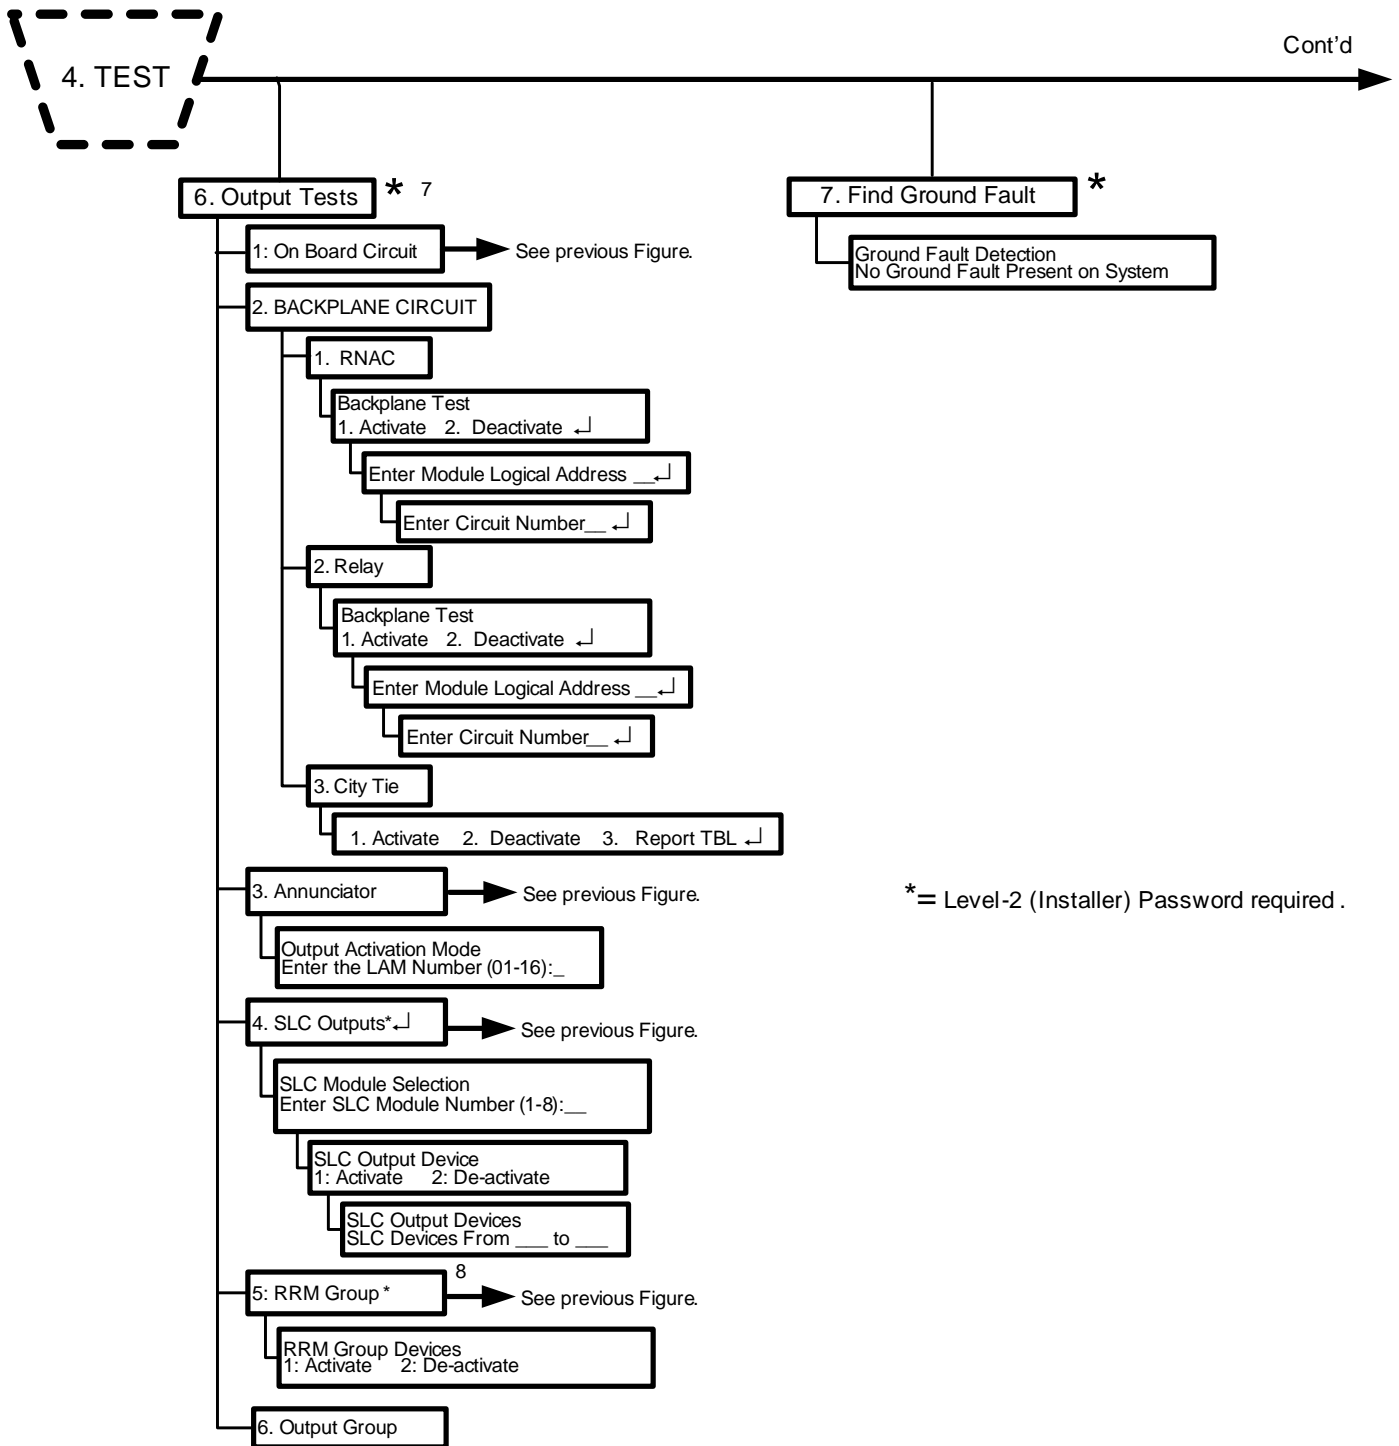 Cont'd
4. TEST
6. Output Tests * 7
7. Find Ground Fault *
1: On Board Circuit
See previous Figure.
Ground Fault Detection
No Ground Fault Present on System
2. BACKPLANE CIRCUIT
1. RNAC
Backplane Test
1. Activate 2. Deactivate ↵
Enter Module Logical Address __↵
Enter Circuit Number__ ↵
2. Relay
Backplane Test
1. Activate 2. Deactivate ↵
Enter Module Logical Address __↵
Enter Circuit Number__ ↵
3. City Tie
1. Activate 2. Deactivate 3. Report TBL ↵
3. Annunciator
See previous Figure.
*= Level-2 (Installer) Password required.
Output Activation Mode
Enter the LAM Number (01-16):_
4. SLC Outputs*↵
See previous Figure.
SLC Module Selection
Enter SLC Module Number (1-8):__
SLC Output Device
1: Activate 2: De-activate
SLC Output Devices
SLC Devices From ___ to ___
5: RRM Group * 8
See previous Figure.
RRM Group Devices
1: Activate 2: De-activate
6. Output Group